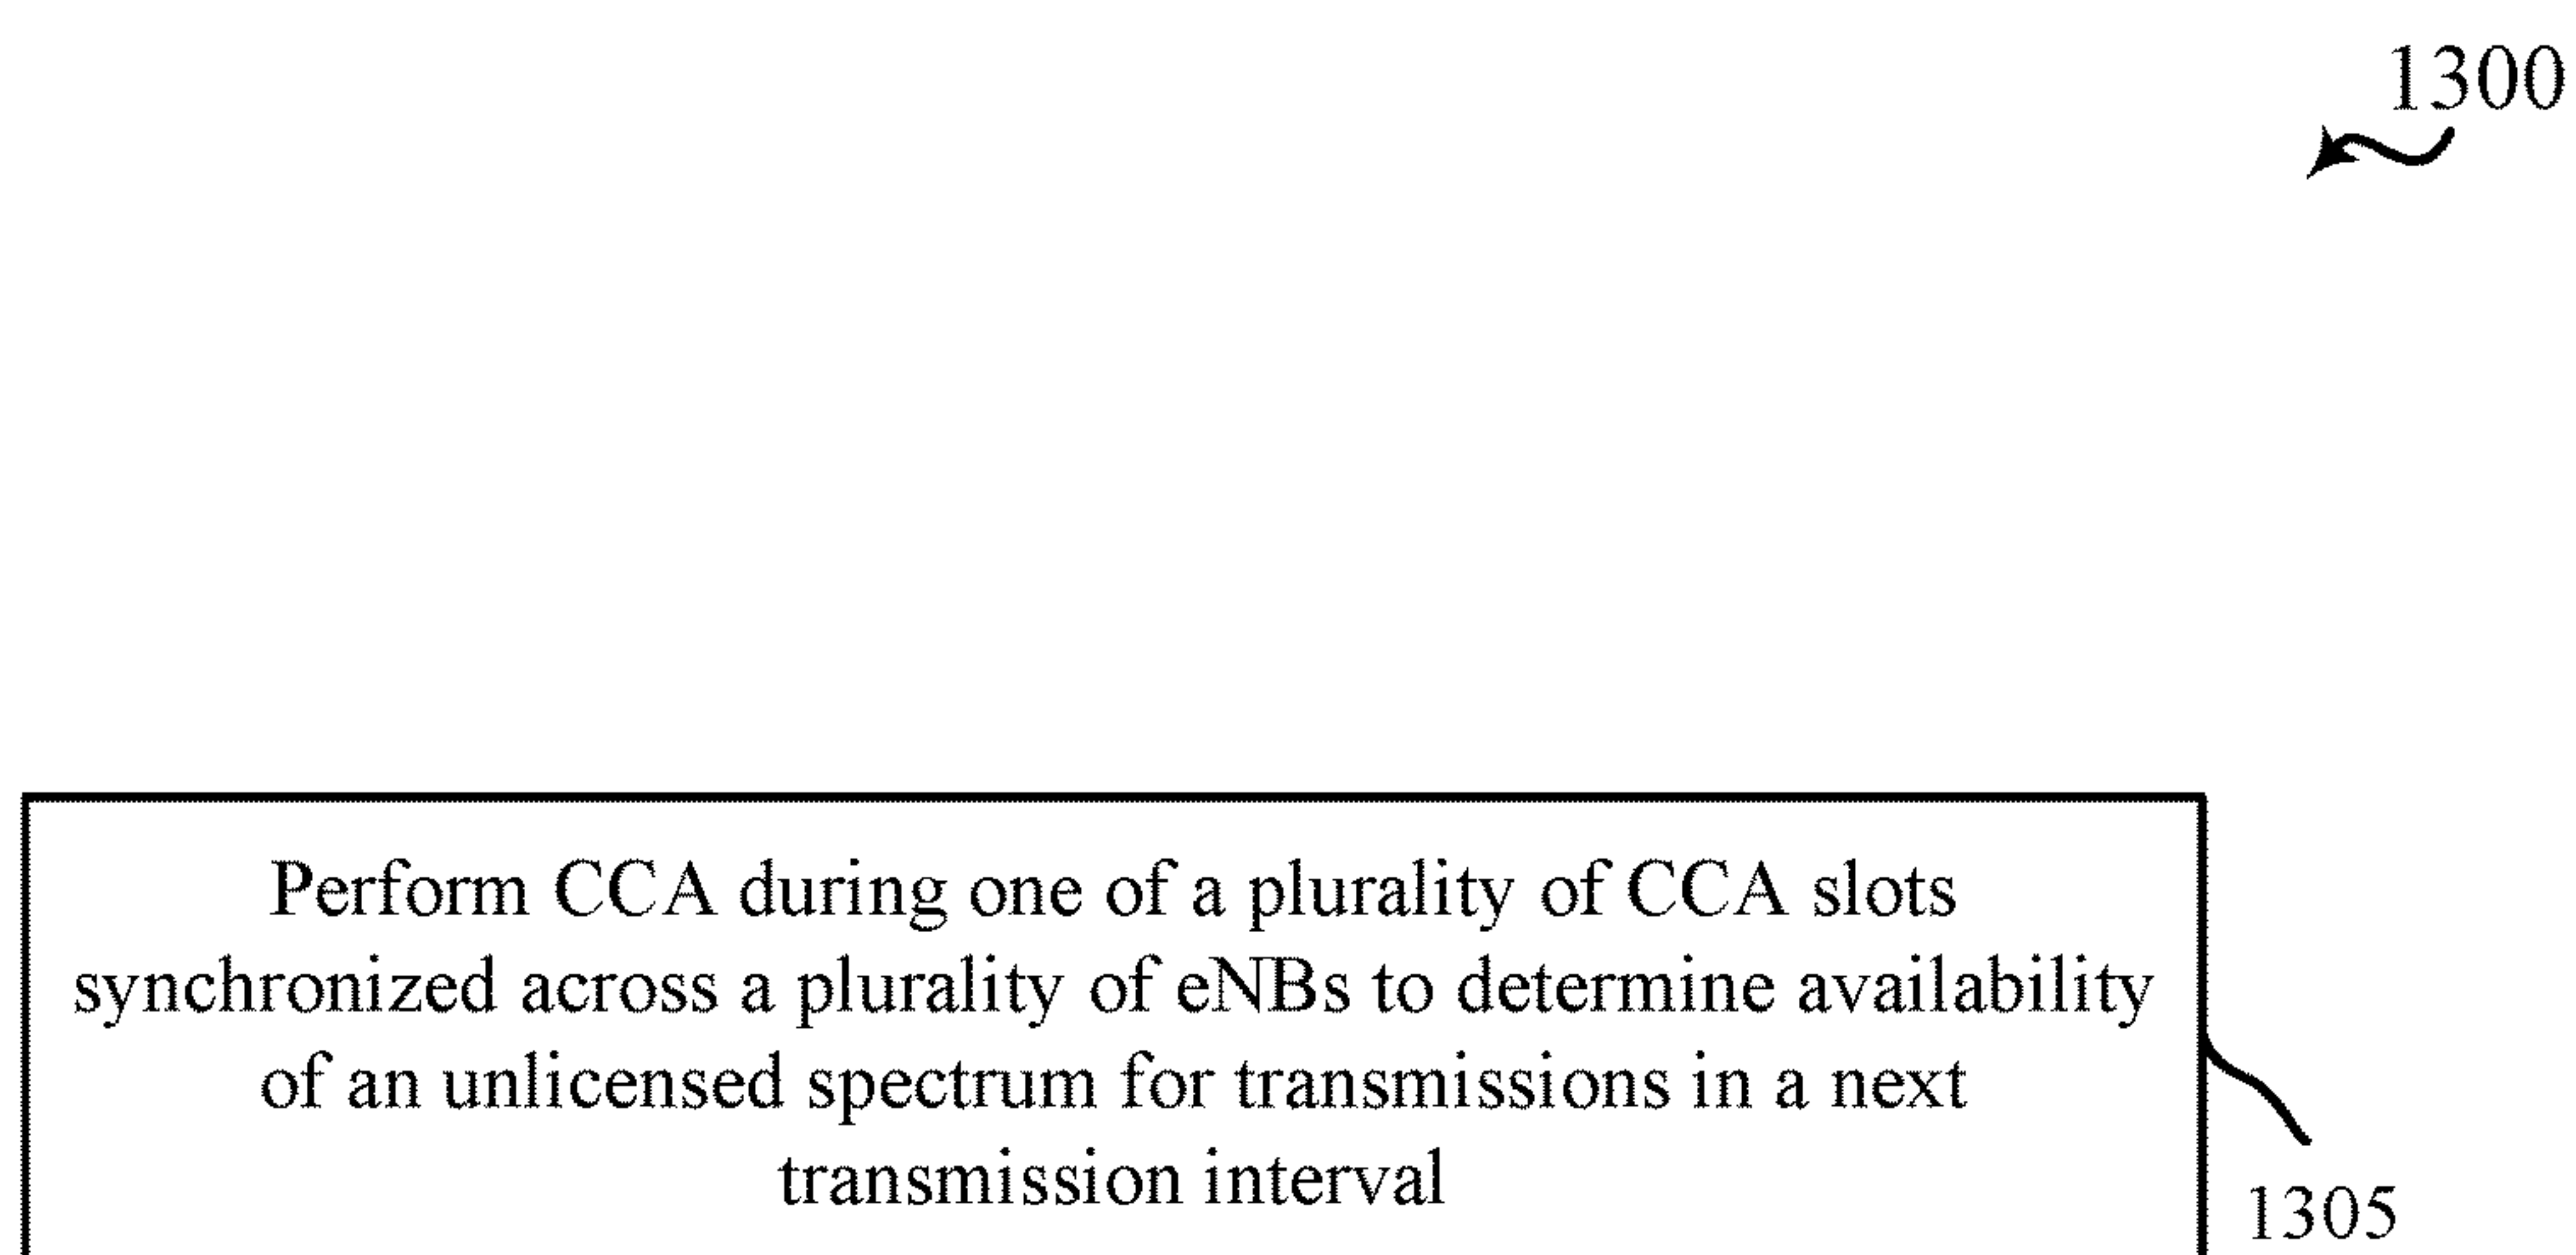 1300
Perform CCA during one of a plurality of CCA slots
synchronized across a plurality of eNBs to determine availability
of an unlicensed spectrum for transmissions in a next
transmission interval
1305